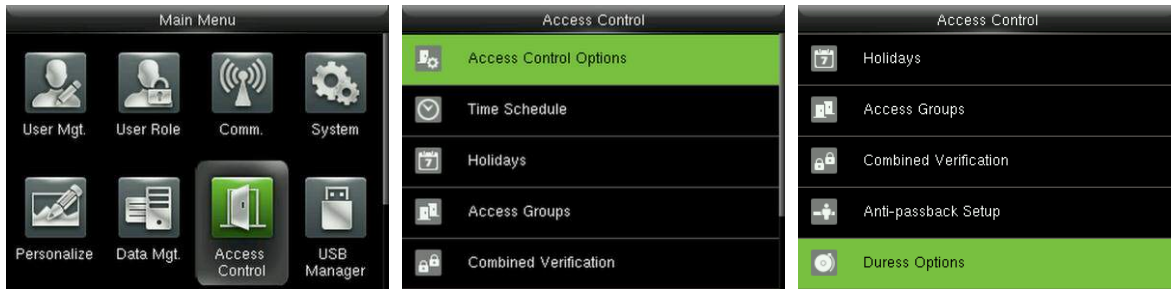 Main Menu
User Mgt.
User Role
Comm.
System
Personalize
Data Mgt.
Access
Control
USB
Manager
Access Control
Access Control Options
Time Schedule
7
Holidays
Access Groups
Combined Verification
Access Control
7
Holidays
Access Groups
Combined Verification
Anti-passback Setup
Duress Options